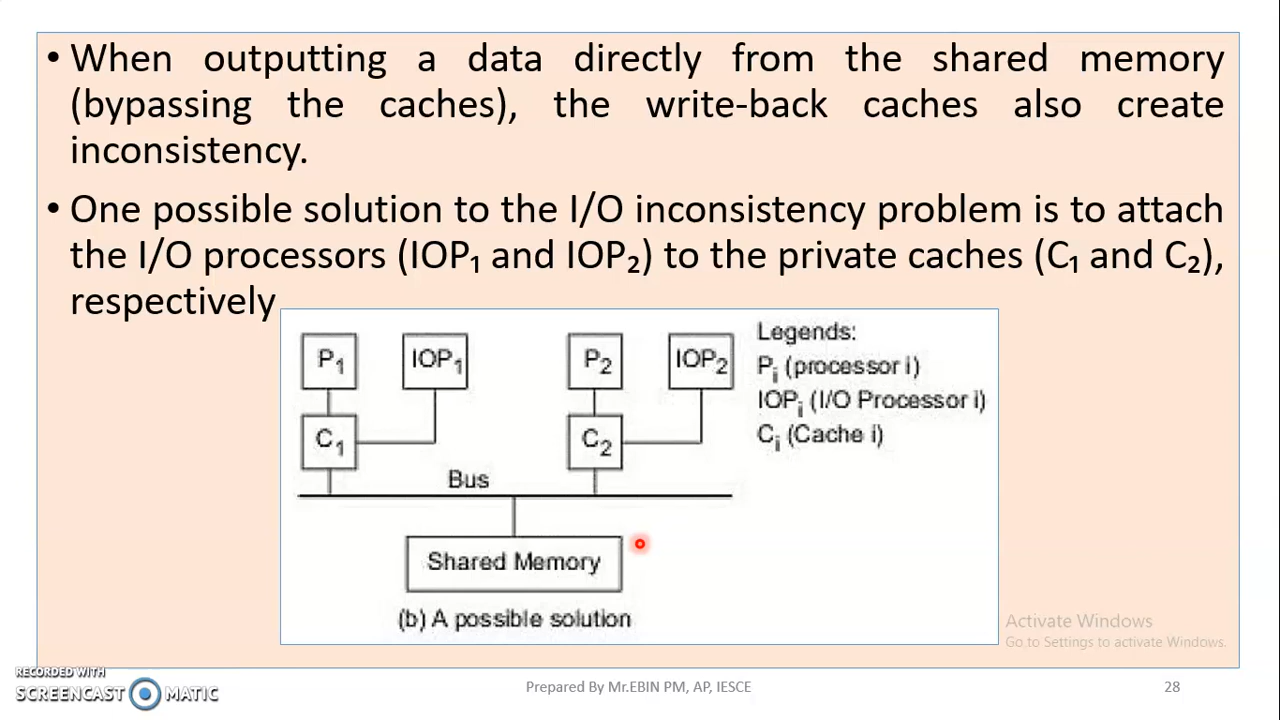 • When outputting a data directly from the shared memory
(bypassing the caches), the write-back caches also create
inconsistency.
• One possible solution to the I/O inconsistency problem is to attach
the I/O processors (IOP₁ and IOP₂) to the private caches (C₁ and C₂),
respectively
P₁ IOP₁ P₂ IOP₂
C₁ C₂
Bus
Shared Memory
(b) A possible solution
Legends:
Pᵢ (processor i)
IOPᵢ (I/O Processor i)
Cᵢ (Cache i)
Activate Windows
Go to Settings to activate Windows.
RECORDED WITH
SCREENCAST MATIC
Prepared By Mr.EBIN PM, AP, IESCE
28